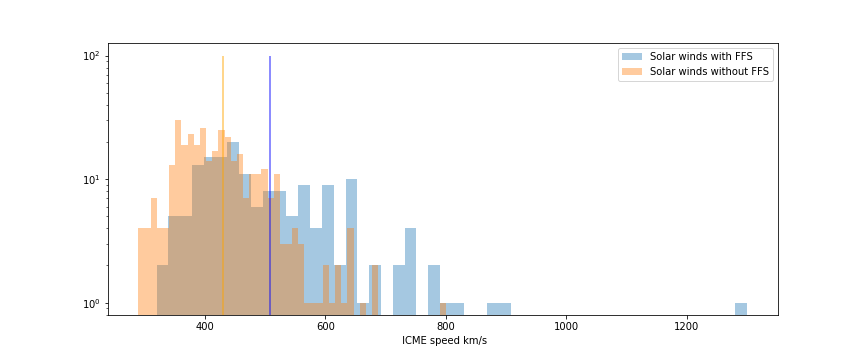 Solar winds with FFS
Solar winds without FFS
10²
10¹
10⁰
400 600 800 1000 1200
ICME speed km/s